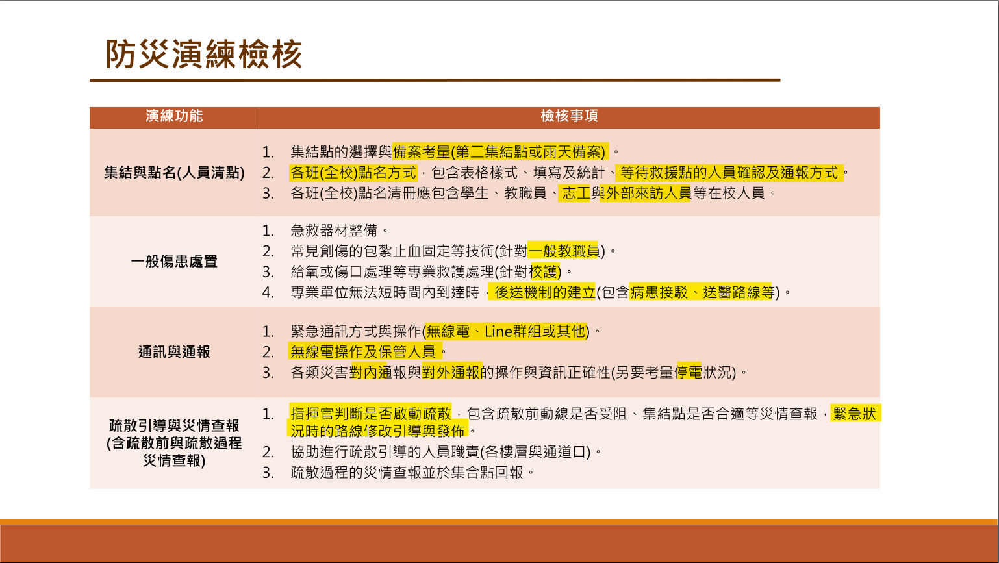 防災演練檢核
演練功能
檢核事項
集結與點名(人員清點)
1. 集結點的選擇與備案考量(第二集結點或雨天備案)。
2. 各班(全校)點名方式，包含表格樣式、填寫及統計、等待救援點的人員確認及通報方式。
3. 各班(全校)點名清冊應包含學生、教職員、志工與外部來訪人員等在校人員。
一般傷患處置
1. 急救器材整備。
2. 常見創傷的包紮止血固定等技術(針對一般教職員)。
3. 給氧或傷口處理等專業救護處理(針對校護)。
4. 專業單位無法短時間內到達時，後送機制的建立(包含病患接駁、送醫路線等)。
通訊與通報
1. 緊急通訊方式與操作(無線電、Line群組或其他)。
2. 無線電操作及保管人員。
3. 各類災害對內通報與對外通報的操作與資訊正確性(另要考量停電狀況)。
疏散引導與災情查報
(含疏散前與疏散過程
災情查報)
1. 指揮官判斷是否啟動疏散，包含疏散前動線是否受阻、集結點是否合適等災情查報，緊急狀
況時的路線修改引導與發佈。
2. 協助進行疏散引導的人員職責(各樓層與通道口)。
3. 疏散過程的災情查報並於集合點回報。